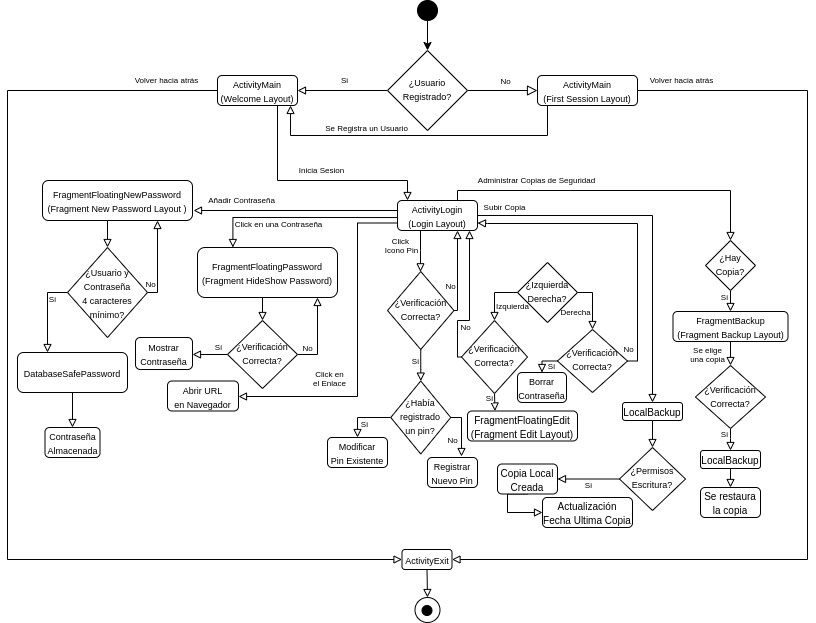 ¿Usuario
Registrado?
Si
No
Volver hacia atrás
ActivityMain
(Welcome Layout)
ActivityMain
(First Session Layout)
Volver hacia atrás
Se Registra un Usuario
Inicia Sesion
Administrar Copias de Seguridad
FragmentFloatingNewPassword
(Fragment New Password Layout )
Añadir Contraseña
ActivityLogin
(Login Layout)
Subir Copia
Click en una Contraseña
Click
Icono Pin
¿Hay
Copia?
Si
¿Usuario y
Contraseña
4 caracteres
mínimo?
No
Si
FragmentFloatingPassword
(Fragment HideShow Password)
¿Verificación
Correcta?
No
Si
¿Izquierda
Derecha?
Izquierda
Derecha
FragmentBackup
(Fragment Backup Layout)
Se elige
una copia
Mostrar
Contraseña
Si
¿Verificación
Correcta?
No
No
¿Verificación
Correcta?
Si
¿Verificación
Correcta?
No
Si
¿Verificación
Correcta?
Si
DatabaseSafePassword
Abrir URL
en Navegador
Click en
el Enlace
Borrar
Contraseña
¿Había
registrado
un pin?
Si
No
FragmentFloatingEdit
(Fragment Edit Layout)
LocalBackup
Contraseña
Almacenada
Modificar
Pin Existente
Registrar
Nuevo Pin
LocalBackup
Copia Local
Creada
Si
¿Permisos
Escritura?
Se restaura
la copia
Actualización
Fecha Ultima Copia
ActivityExit